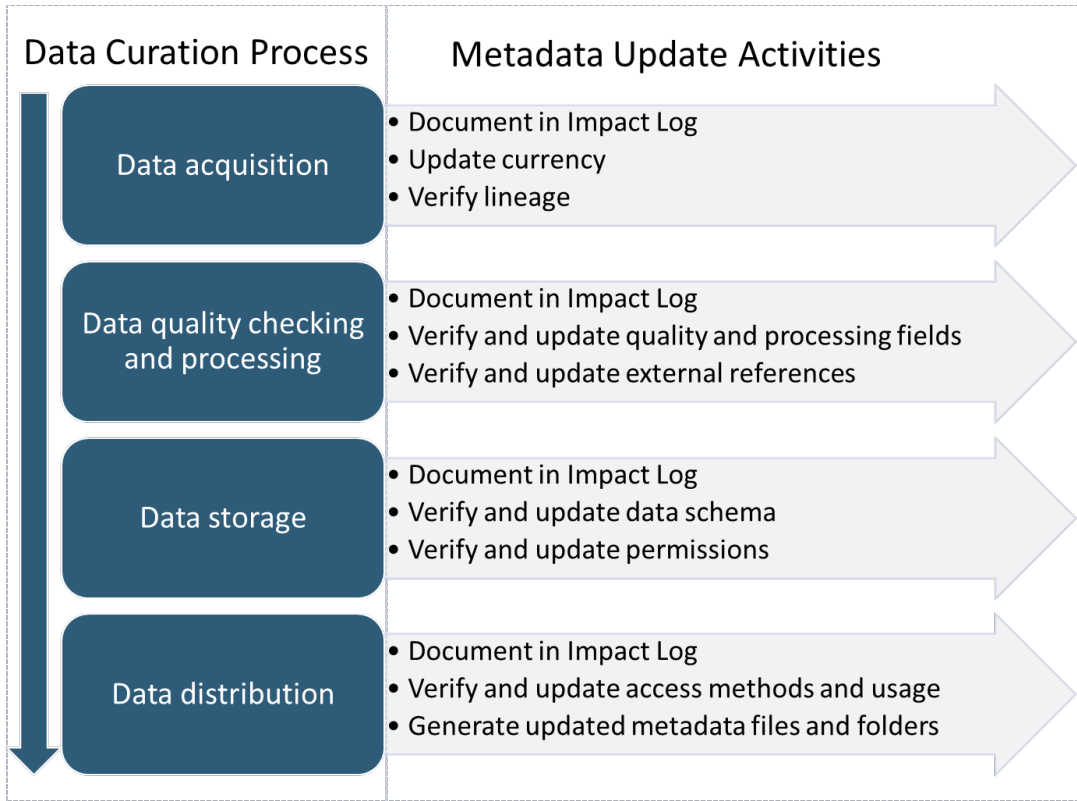 Data Curation Process
Metadata Update Activities
Data acquisition
• Document in Impact Log
• Update currency
• Verify lineage
Data quality checking
and processing
• Document in Impact Log
• Verify and update quality and processing fields
• Verify and update external references
Data storage
• Document in Impact Log
• Verify and update data schema
• Verify and update permissions
Data distribution
• Document in Impact Log
• Verify and update access methods and usage
• Generate updated metadata files and folders